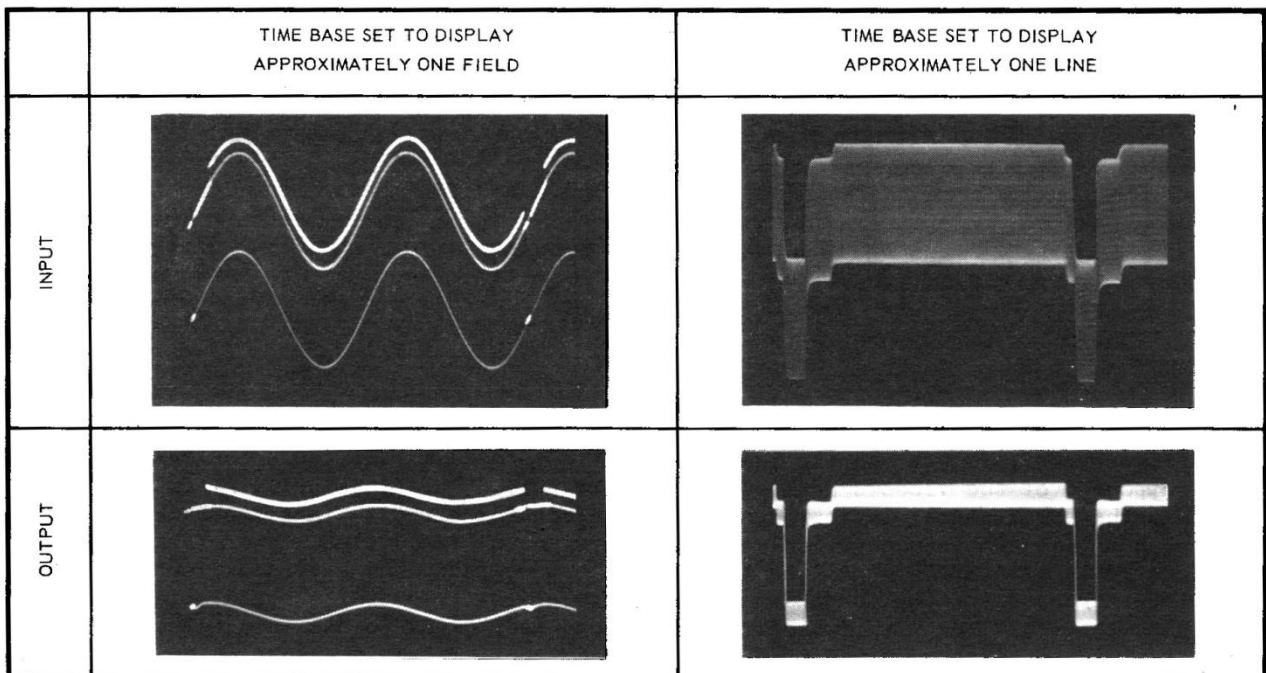 TIME BASE SET TO DISPLAY
APPROXIMATELY ONE FIELD
TIME BASE SET TO DISPLAY
APPROXIMATELY ONE LINE
INPUT
OUTPUT